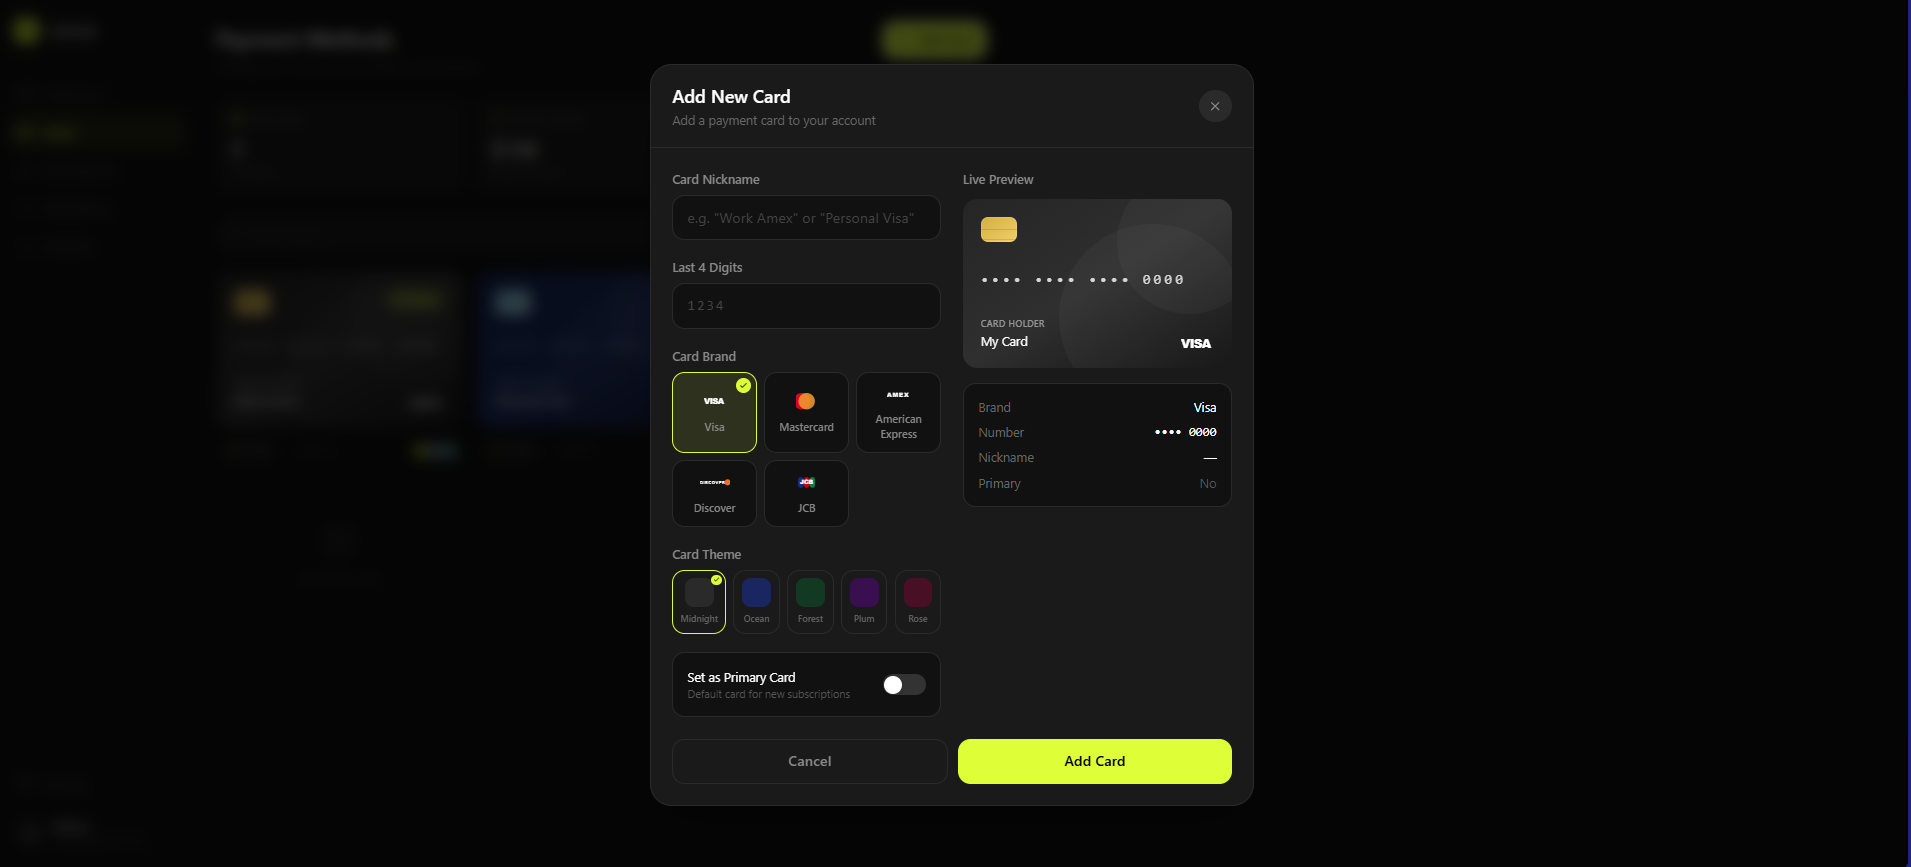 Add New Card
Add a payment card to your account
Card Nickname
e.g. "Work Amex" or "Personal Visa"
Last 4 Digits
1234
Card Brand
VISA
Visa
Mastercard
AMEX
American
Express
DISCOVER
Discover
JCB
JCB
Card Theme
Midnight
Ocean
Forest
Plum
Rose
Set as Primary Card
Default card for new subscriptions
Live Preview
•••• •••• •••• 0000
CARD HOLDER
My Card
VISA
Brand Visa
Number •••• 0000
Nickname —
Primary No
Cancel
Add Card